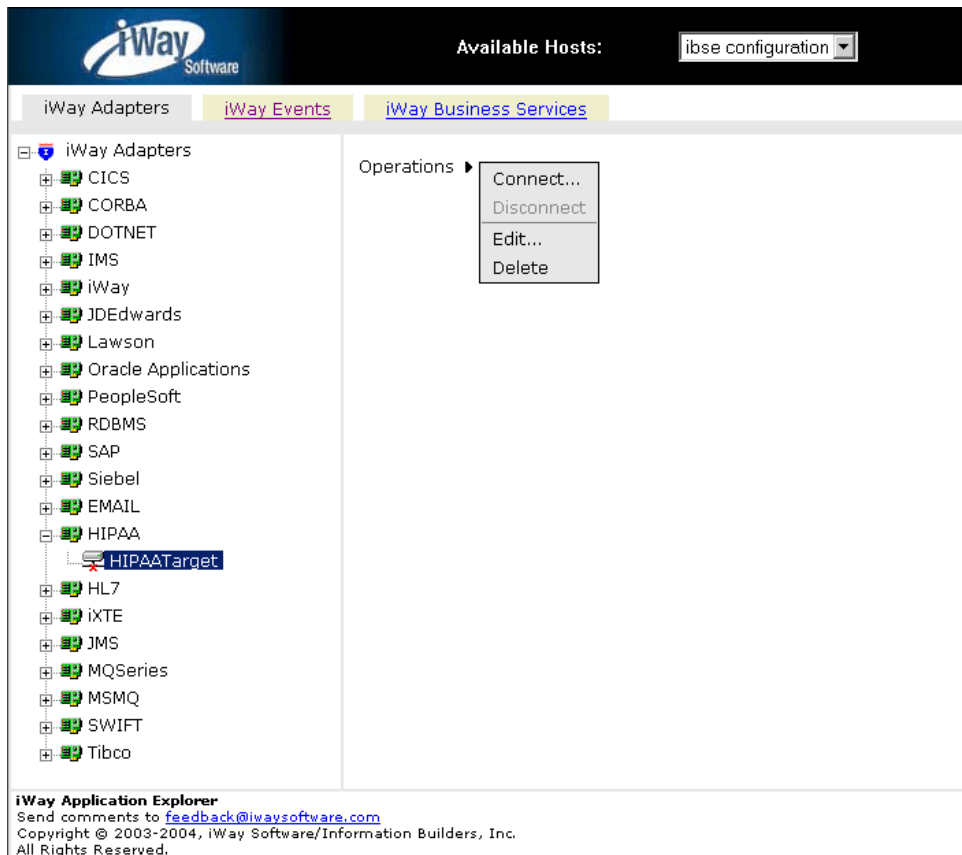 iWay
Software
Available Hosts:
ibse configuration
iWay Adapters
iWay Events
iWay Business Services
iWay Adapters
CICS
CORBA
DOTNET
IMS
iWay
JDEdwards
Lawson
Oracle Applications
PeopleSoft
RDBMS
SAP
Siebel
EMAIL
HIPAA
HIPAATarget
HL7
iXTE
JMS
MQSeries
MSMQ
SWIFT
Tibco
Operations
Connect...
Disconnect
Edit...
Delete
iWay Application Explorer
Send comments to feedback@iwaysoftware.com
Copyright © 2003-2004, iWay Software/Information Builders, Inc.
All Rights Reserved.